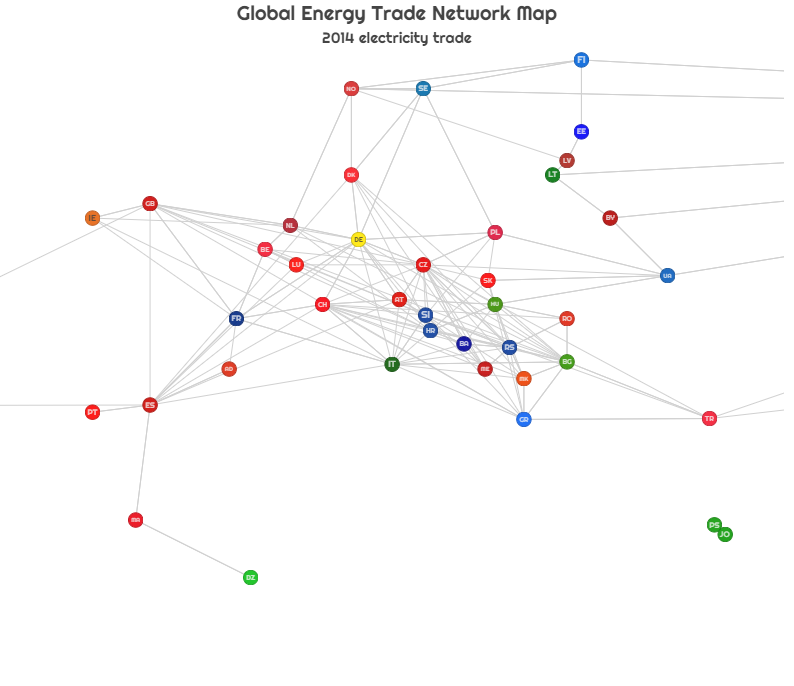 Global Energy Trade Network Map
2014 electricity trade
FI
NO
SE
EE
LV
DK
LT
GB
IE
BY
NL
PL
DE
BE
LU
CZ
UA
SK
AT
CH
HU
SI
FR
RO
HR
BA
RS
BG
IT
AD
ME
MK
ES
PT
GR
TR
MA
PS
JO
DZ